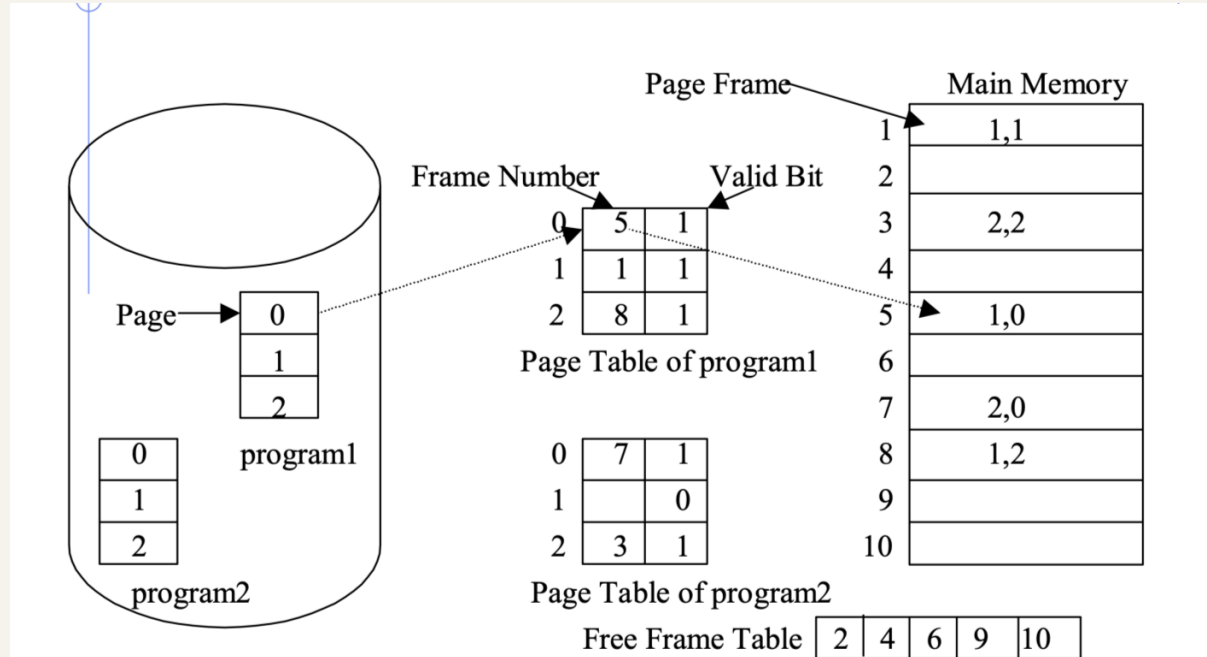 Page Frame
Main Memory
1 1,1
Frame Number
Valid Bit
2
0 5 1
3 2,2
1 1 1
4
Page
0
2 8 1
5 1,0
1
Page Table of program1
6
2
7 2,0
0
program1
0 7 1
8 1,2
1
1 0
9
2
2 3 1
10
program2
Page Table of program2
Free Frame Table 2 4 6 9 10